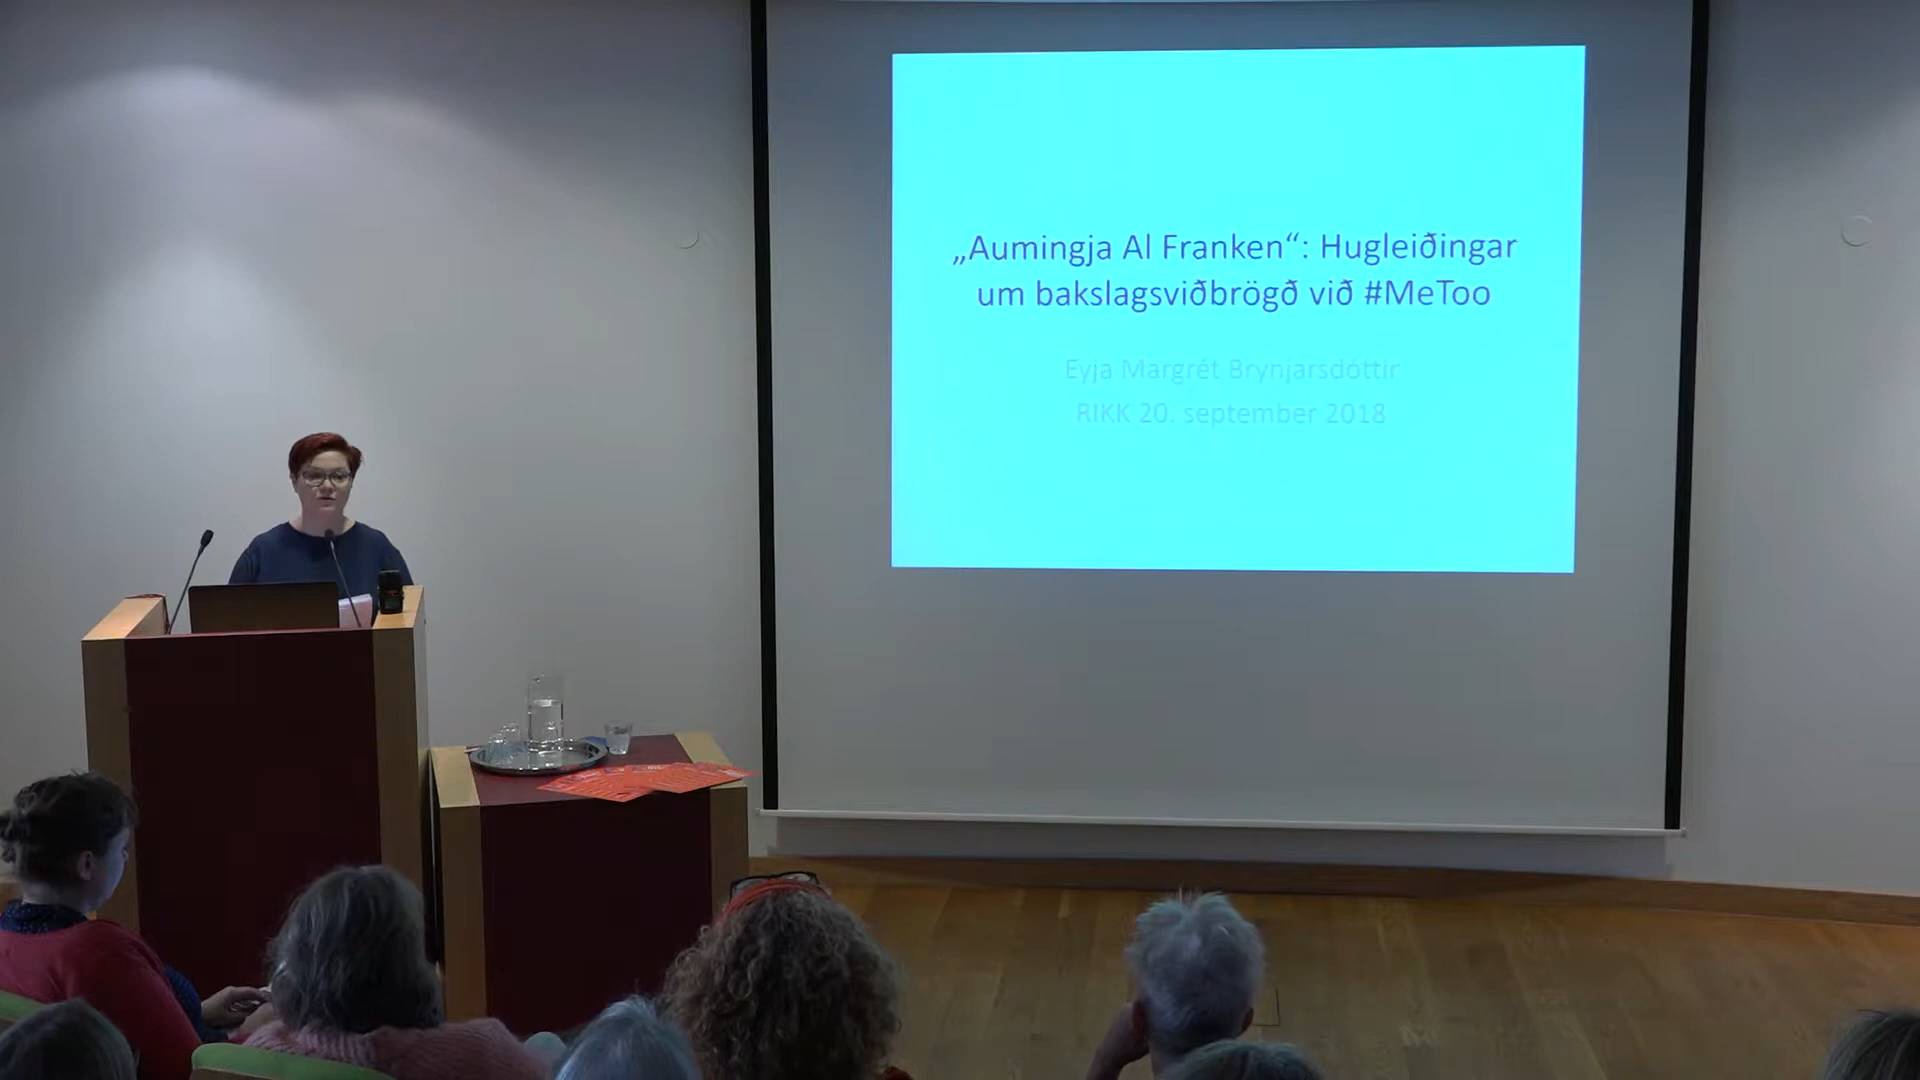 „Aumingja Al Franken“: Hugleiðingar
um bakslagsviðbrögð við #MeToo
Eyja Margrét Brynjarsdóttir
RIKK 20. september 2018